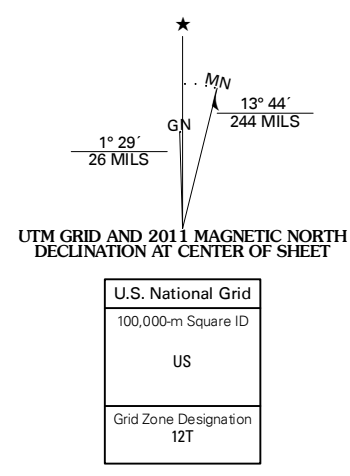 ★
MN
GN
13° 44´
244 MILS
1° 29´
26 MILS
UTM GRID AND 2011 MAGNETIC NORTH
DECLINATION AT CENTER OF SHEET
U.S. National Grid
100,000-m Square ID
US
Grid Zone Designation
12T